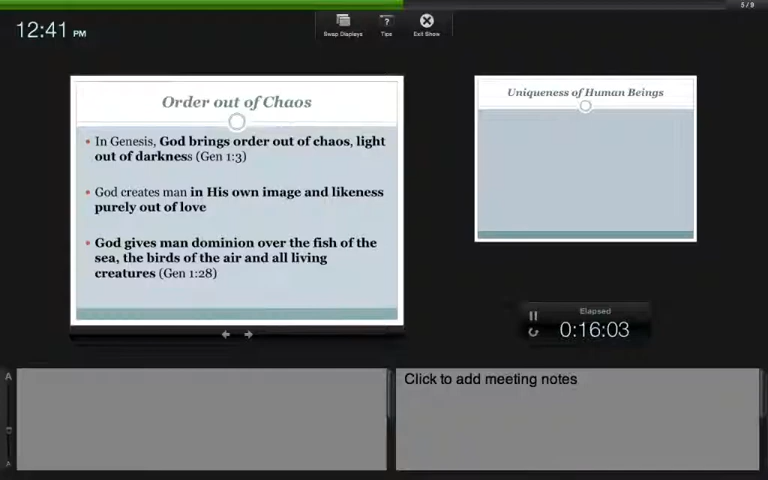 5/9
12:41 PM
Swap Displays
?
Tips
Exit Show
Order out of Chaos
• In Genesis, God brings order out of chaos, light
out of darkness (Gen 1:3)
• God creates man in His own image and likeness
purely out of love
• God gives man dominion over the fish of the
sea, the birds of the air and all living
creatures (Gen 1:28)
Uniqueness of Human Beings
Elapsed
0:16:03
A
A
Click to add meeting notes